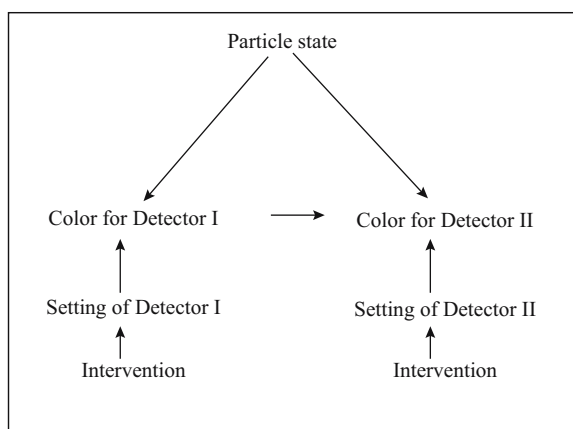 Particle state
Color for Detector I
Color for Detector II
Setting of Detector I
Setting of Detector II
Intervention
Intervention